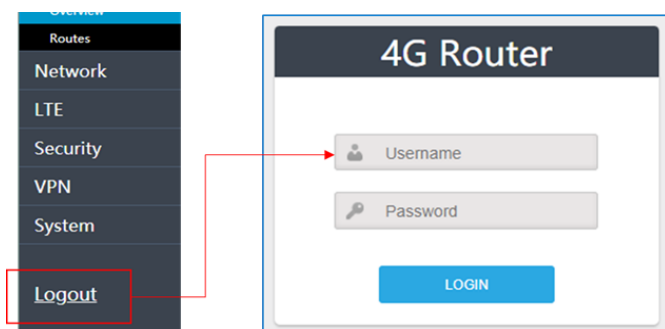 Overview
Routes
Network
LTE
Security
VPN
System
Logout
4G Router
Username
Password
LOGIN